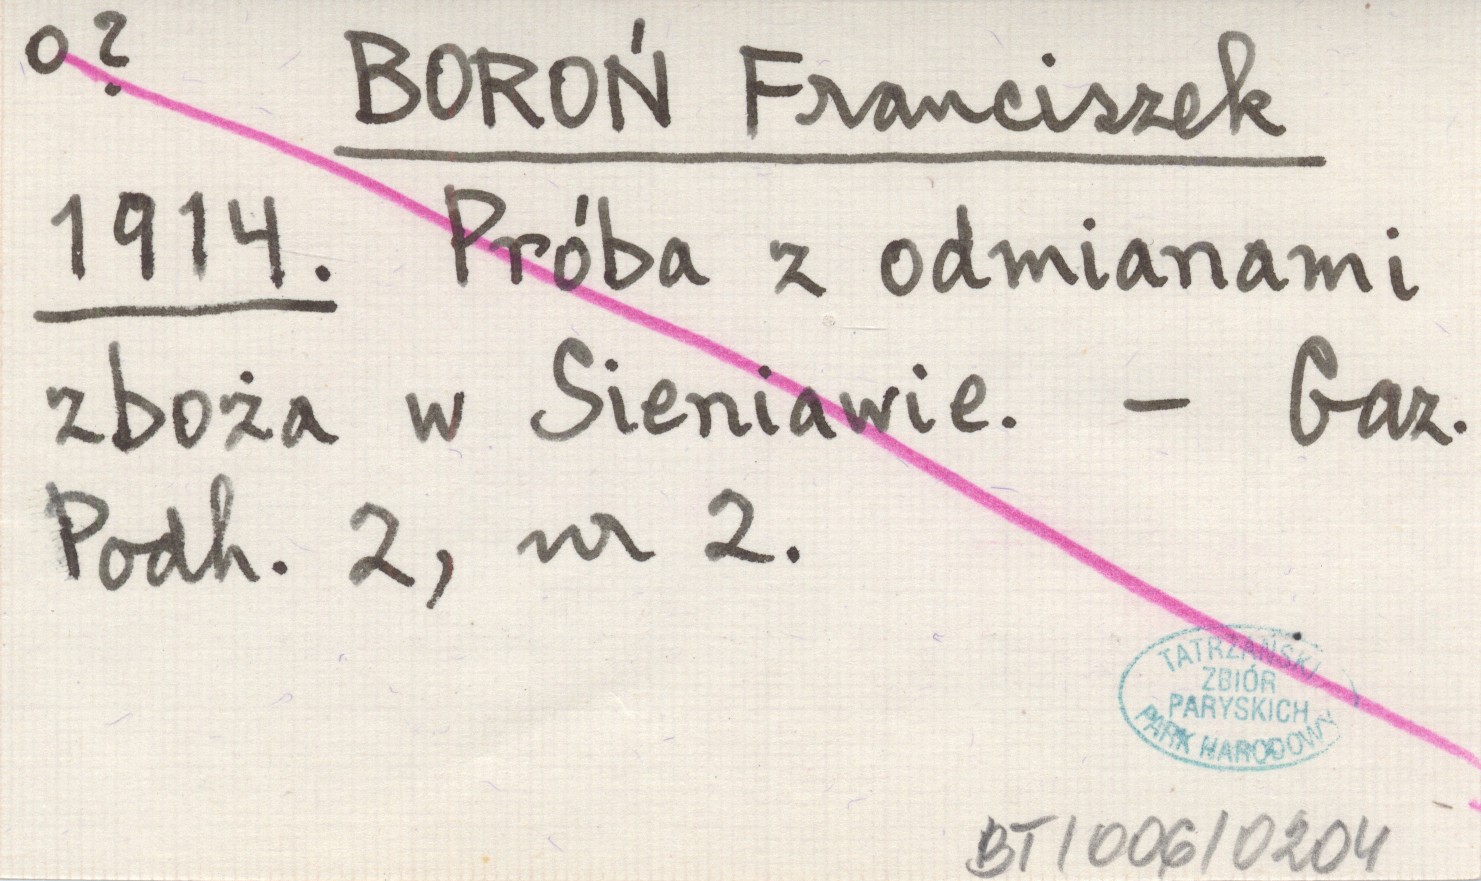 o?
BOROŃ Franciszek
1914. Próba z odmianami
zboża w Sieniawie. – Gaz.
Podh. 2, nr 2.
TATRZAŃSKI
ZBIÓR
PARYSKICH
PARK NARODOWY
BT/006/0204